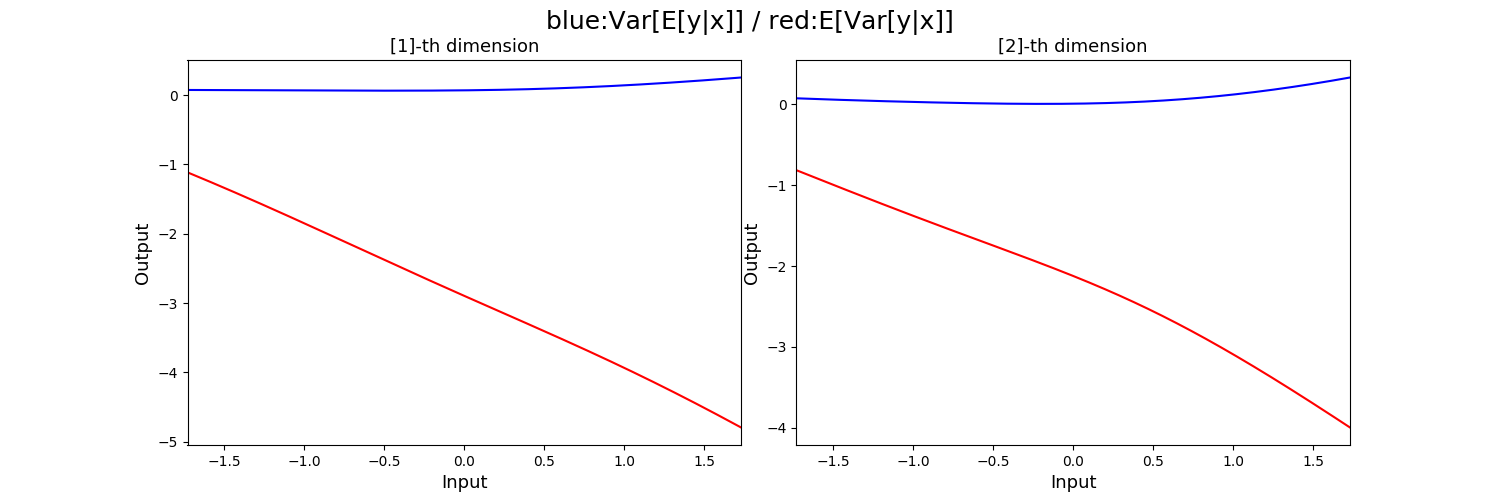 blue:Var[E[y|x]] / red:E[Var[y|x]]
[1]-th dimension
0
−1
−2
−3
−4
−5
Output
−1.5 −1.0 −0.5 0.0 0.5 1.0 1.5
Input
[2]-th dimension
0
−1
−2
−3
−4
Output
−1.5 −1.0 −0.5 0.0 0.5 1.0 1.5
Input